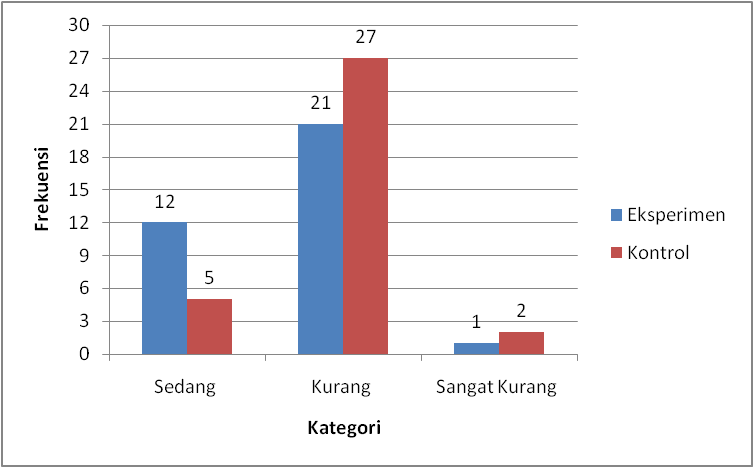 30
27
24
21
18
15
12
9
6
3
0
Frekuensi
12
5
21
27
1
2
Sedang
Kurang
Sangat Kurang
Kategori
Eksperimen
Kontrol